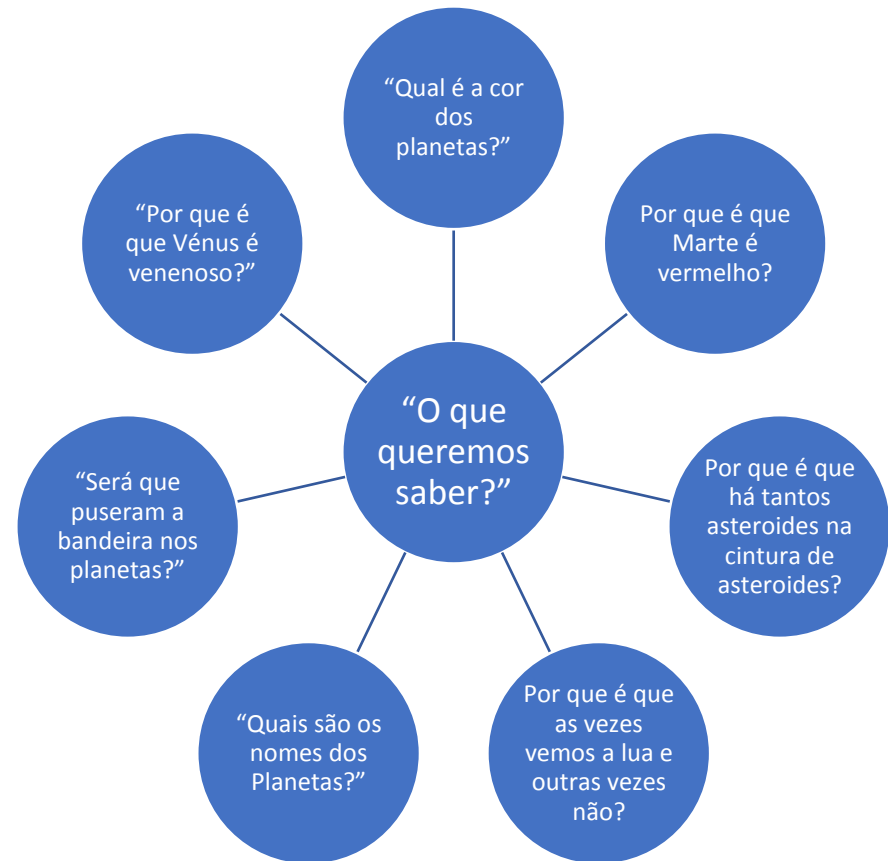 “Qual é a cor
dos
planetas?”
Por que é que
Marte é
vermelho?
Por que é que
há tantos
asteroides na
cintura de
asteroides?
Por que é que
as vezes
vemos a lua e
outras vezes
não?
“Quais são os
nomes dos
Planetas?”
“Será que
puseram a
bandeira nos
planetas?”
“Por que é
que Vénus é
venenoso?”
“O que
queremos
saber?”